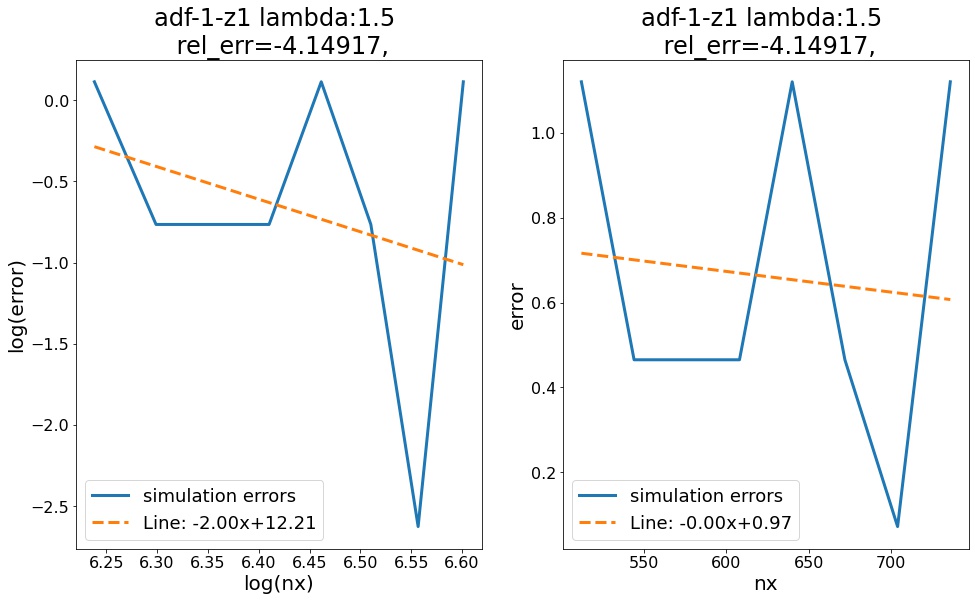 adf-1-z1 lambda:1.5
rel_err=-4.14917,
log(error)
0.0
−0.5
−1.0
−1.5
−2.0
−2.5
simulation errors
Line: -2.00x+12.21
6.25 6.30 6.35 6.40 6.45 6.50 6.55 6.60
log(nx)
adf-1-z1 lambda:1.5
rel_err=-4.14917,
error
1.0
0.8
0.6
0.4
0.2
simulation errors
Line: -0.00x+0.97
550 600 650 700
nx